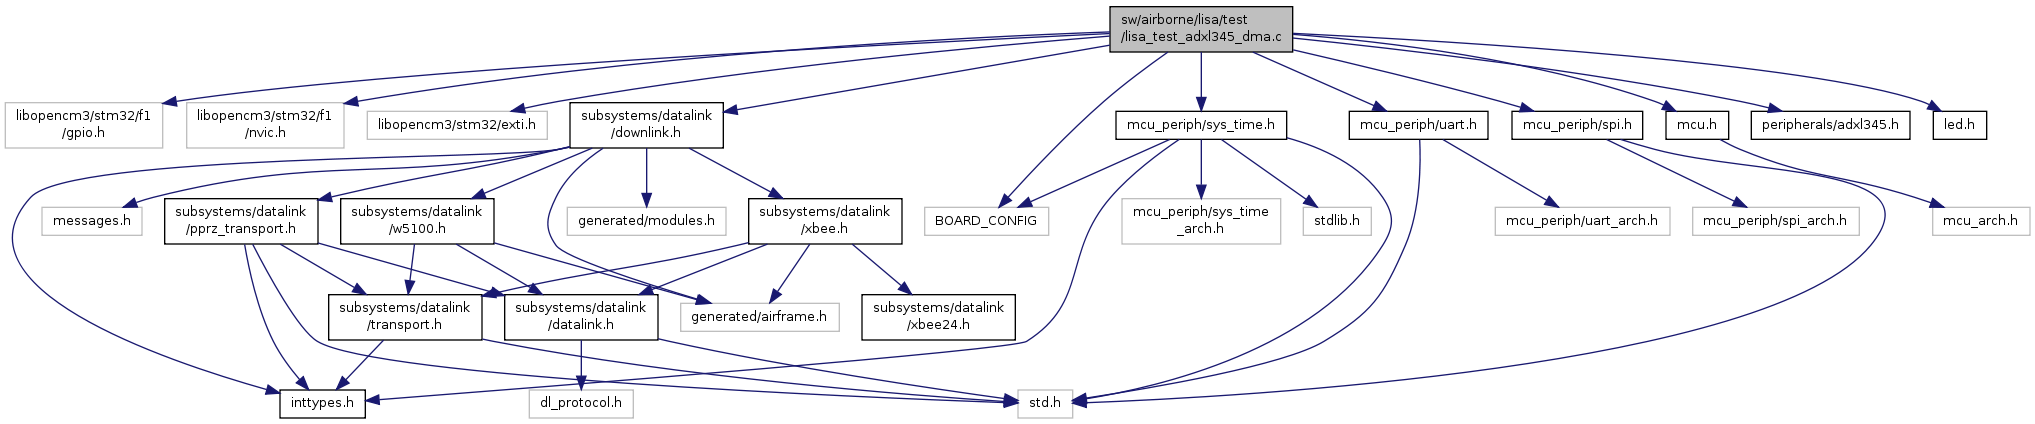 sw/airborne/lisa/test
/lisa_test_adxl345_dma.c
libopencm3/stm32/f1
/gpio.h
libopencm3/stm32/f1
/nvic.h
libopencm3/stm32/exti.h
subsystems/datalink
/downlink.h
mcu_periph/sys_time.h
mcu_periph/uart.h
mcu_periph/spi.h
mcu.h
peripherals/adxl345.h
led.h
messages.h
subsystems/datalink
/pprz_transport.h
subsystems/datalink
/w5100.h
generated/modules.h
subsystems/datalink
/xbee.h
BOARD_CONFIG
mcu_periph/sys_time
_arch.h
stdlib.h
mcu_periph/uart_arch.h
mcu_periph/spi_arch.h
mcu_arch.h
subsystems/datalink
/transport.h
subsystems/datalink
/datalink.h
generated/airframe.h
subsystems/datalink
/xbee24.h
inttypes.h
dl_protocol.h
std.h